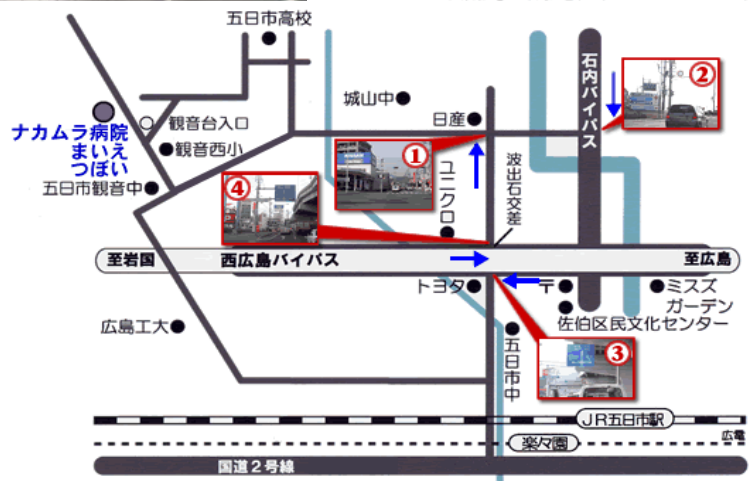 五日市高校
城山中
日産
石内バイパス
②
ナカムラ病院
まいえ
つぼい
観音台入口
観音西小
五日市観音中
①
ユニクロ
波出石交差
④
至岩国
西広島バイパス
至広島
トヨタ
〒
ミスズ
ガーデン
佐伯区民文化センター
広島工大
五日市中
③
JR五日市駅
広電
楽々園
国道2号線